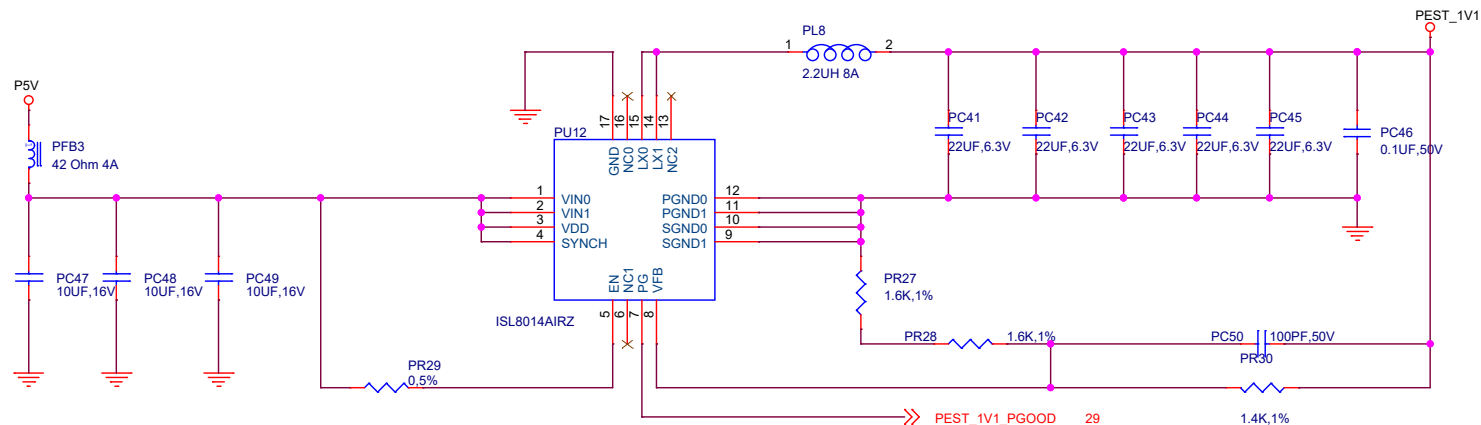 PEST_1V1
PL8
1
2
2.2UH 8A
P5V
PFB3
42 Ohm 4A
17
16
15
14
13
PU12
GND
NC0
LX0
LX1
NC2
PC41
22UF,6.3V
PC42
22UF,6.3V
PC43
22UF,6.3V
PC44
22UF,6.3V
PC45
22UF,6.3V
PC46
0.1UF,50V
1
2
3
4
VIN0
VIN1
VDD
SYNCH
PGND0
PGND1
SGND0
SGND1
12
11
10
9
EN
NC1
PG
VFB
5
6
7
8
PC47
10UF,16V
PC48
10UF,16V
PC49
10UF,16V
ISL8014AIRZ
PR27
1.6K,1%
PR28
1.6K,1%
PC50
100PF,50V
PR29
0,5%
PR30
1.4K,1%
PEST_1V1_PGOOD 29